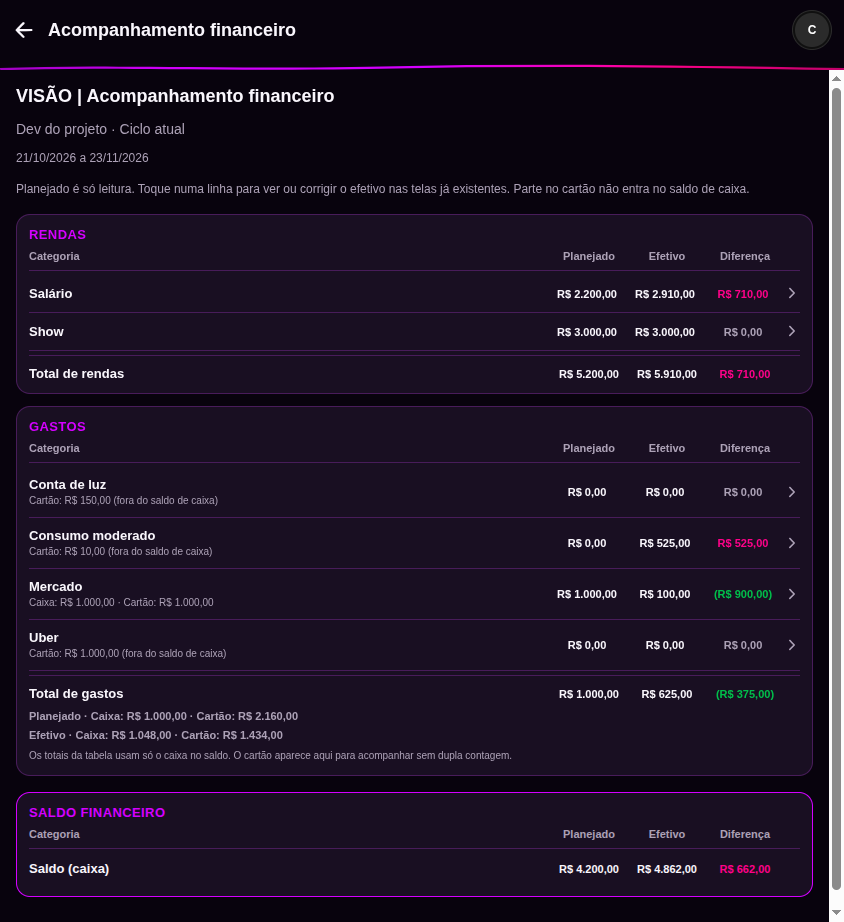 Acompanhamento financeiro
C
VISÃO | Acompanhamento financeiro
Dev do projeto · Ciclo atual
21/10/2026 a 23/11/2026
Planejado é só leitura. Toque numa linha para ver ou corrigir o efetivo nas telas já existentes. Parte no cartão não entra no saldo de caixa.
RENDAS
Categoria Planejado Efetivo Diferença
Salário R$ 2.200,00 R$ 2.910,00 R$ 710,00
Show R$ 3.000,00 R$ 3.000,00 R$ 0,00
Total de rendas R$ 5.200,00 R$ 5.910,00 R$ 710,00
GASTOS
Categoria Planejado Efetivo Diferença
Conta de luz R$ 0,00 R$ 0,00 R$ 0,00
Cartão: R$ 150,00 (fora do saldo de caixa)
Consumo moderado R$ 0,00 R$ 525,00 R$ 525,00
Cartão: R$ 10,00 (fora do saldo de caixa)
Mercado R$ 1.000,00 R$ 100,00 (R$ 900,00)
Caixa: R$ 1.000,00 · Cartão: R$ 1.000,00
Uber R$ 0,00 R$ 0,00 R$ 0,00
Cartão: R$ 1.000,00 (fora do saldo de caixa)
Total de gastos R$ 1.000,00 R$ 625,00 (R$ 375,00)
Planejado · Caixa: R$ 1.000,00 · Cartão: R$ 2.160,00
Efetivo · Caixa: R$ 1.048,00 · Cartão: R$ 1.434,00
Os totais da tabela usam só o caixa no saldo. O cartão aparece aqui para acompanhar sem dupla contagem.
SALDO FINANCEIRO
Categoria Planejado Efetivo Diferença
Saldo (caixa) R$ 4.200,00 R$ 4.862,00 R$ 662,00